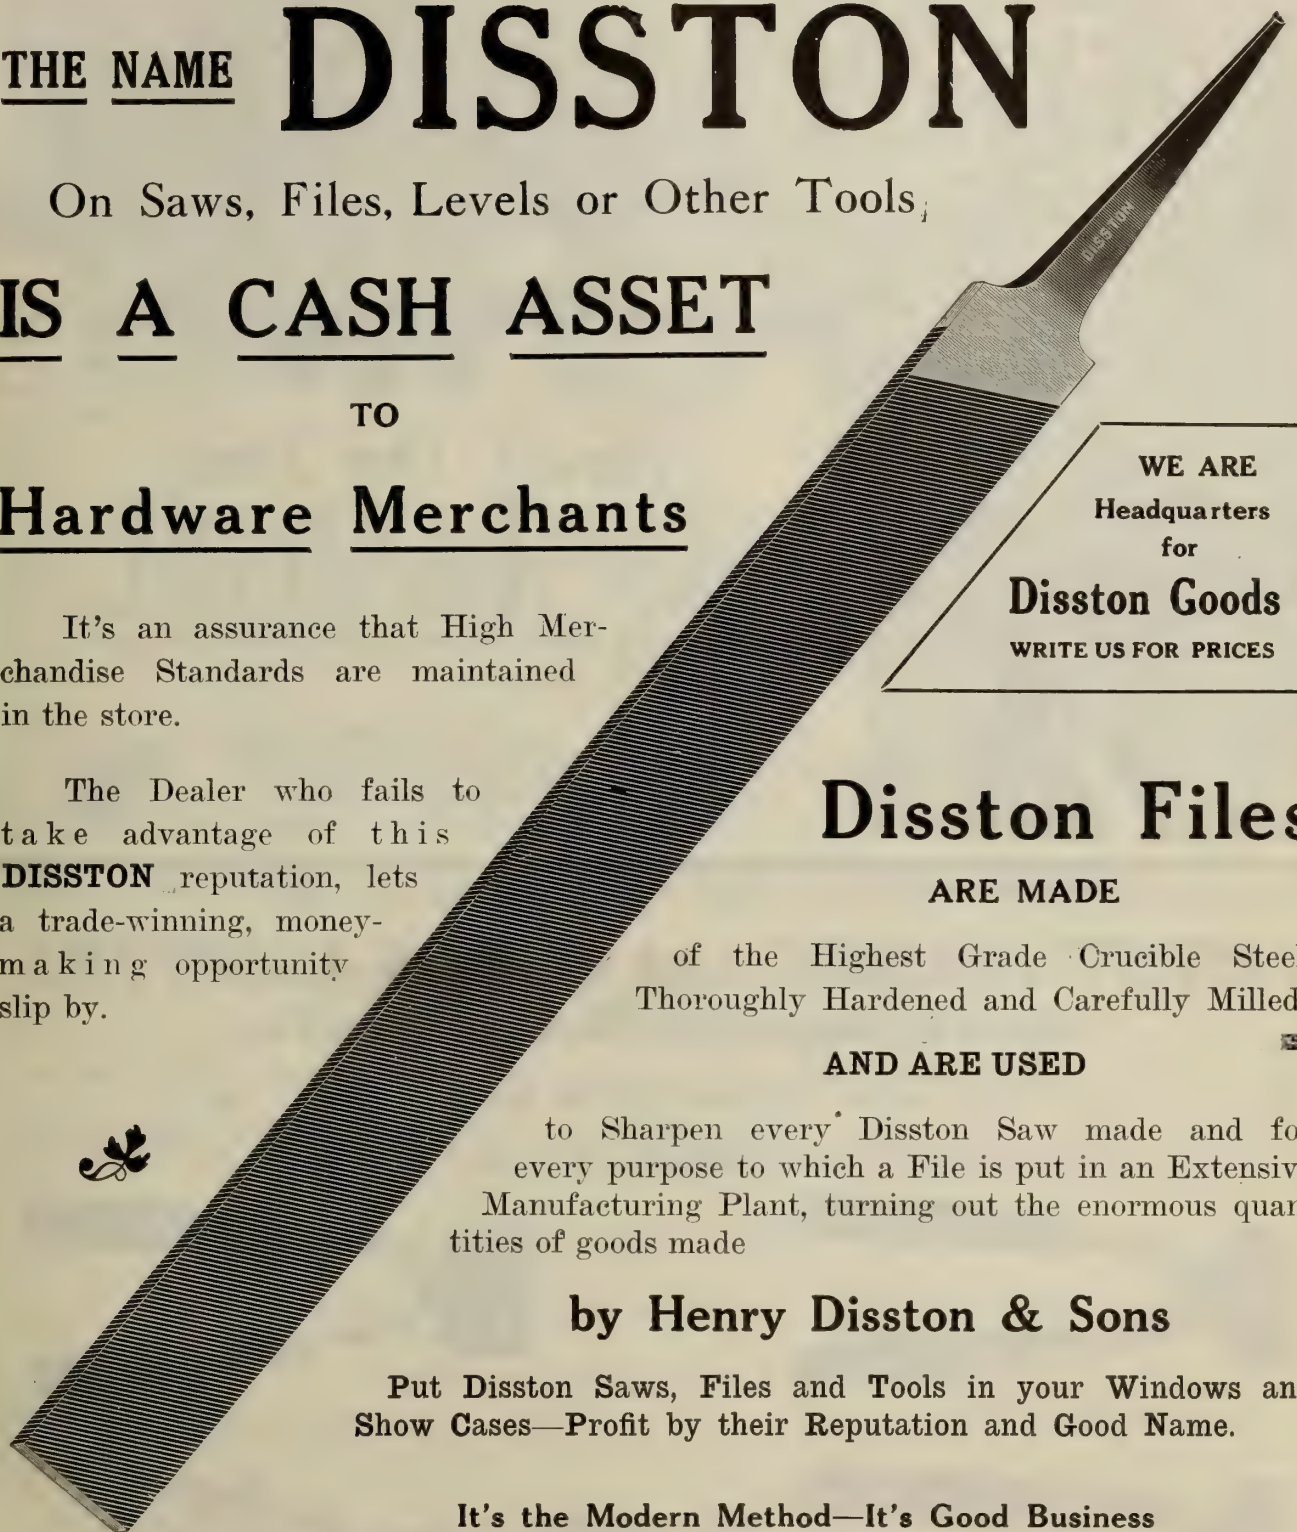 THE NAME DISSTON
On Saws, Files, Levels or Other Tools,
IS A CASH ASSET
TO
Hardware Merchants
It's an assurance that High Mer-
chandise Standards are maintained
in the store.
The Dealer who fails to
take advantage of this
DISSTON reputation, lets
a trade-winning, money-
making opportunity
slip by.
DISSTON
WE ARE
Headquarters
for
Disston Goods
WRITE US FOR PRICES
Disston Files
ARE MADE
of the Highest Grade Crucible Steel
Thoroughly Hardened and Carefully Milled
AND ARE USED
to Sharpen every Disston Saw made and fo
every purpose to which a File is put in an Extensiv
Manufacturing Plant, turning out the enormous quan
tities of goods made
by Henry Disston & Sons
Put Disston Saws, Files and Tools in your Windows an
Show Cases—Profit by their Reputation and Good Name.
It's the Modern Method—It's Good Business